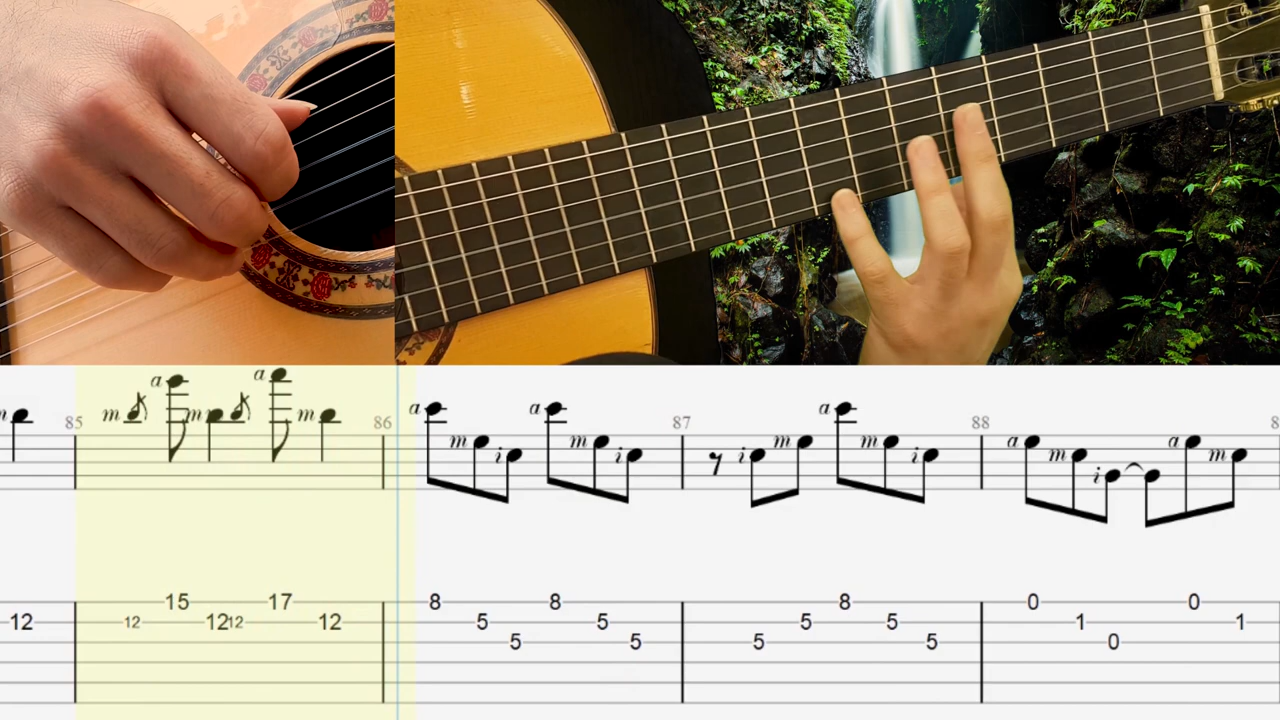 a a
m m m 85 86 a a 87 a 88 a a 8
m m i m m i m m i m m
i i i i
15 17 8 8 8 0 0
12 12 12 12 12 5 5 5 5 1 1
5 5 5 5 0